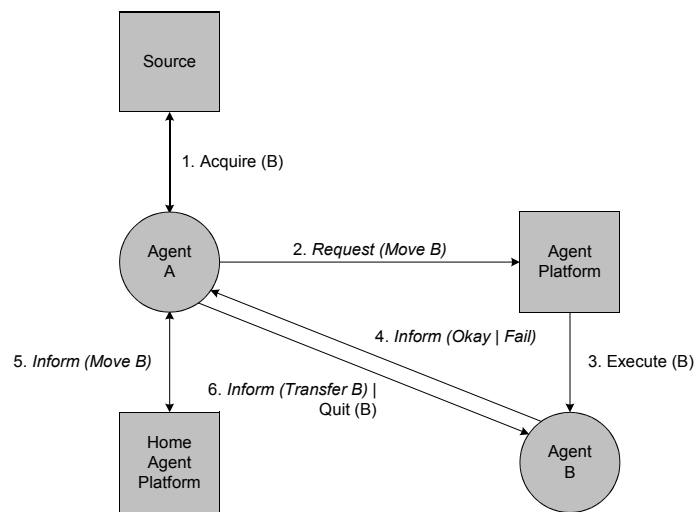 Source
1. Acquire (B)
Agent
A
2. Request (Move B)
Agent
Platform
4. Inform (Okay | Fail)
3. Execute (B)
5. Inform (Move B)
6. Inform (Transfer B) |
Quit (B)
Home
Agent
Platform
Agent
B